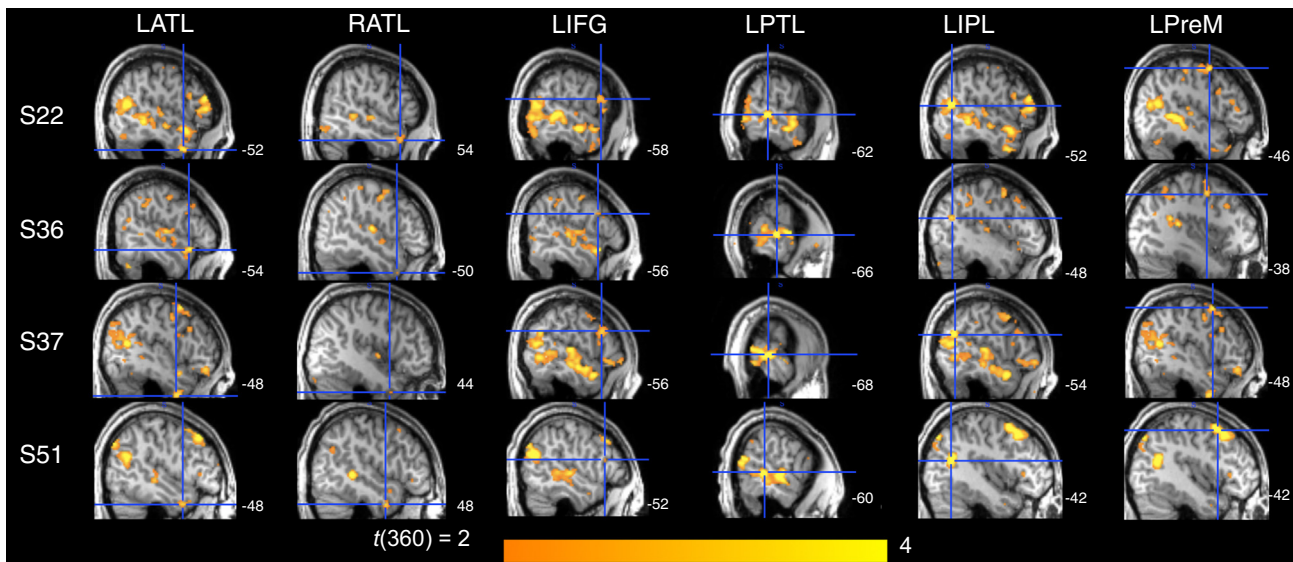 LATL RATL LIFG LPTL LIPL LPreM
S22 -52 54 -58 -62 -52 -46
S36 -54 -50 -56 -66 -48 -38
S37 -48 44 -56 -68 -54 -48
S51 -48 48 -52 -60 -42 -42
t(360) = 2 4